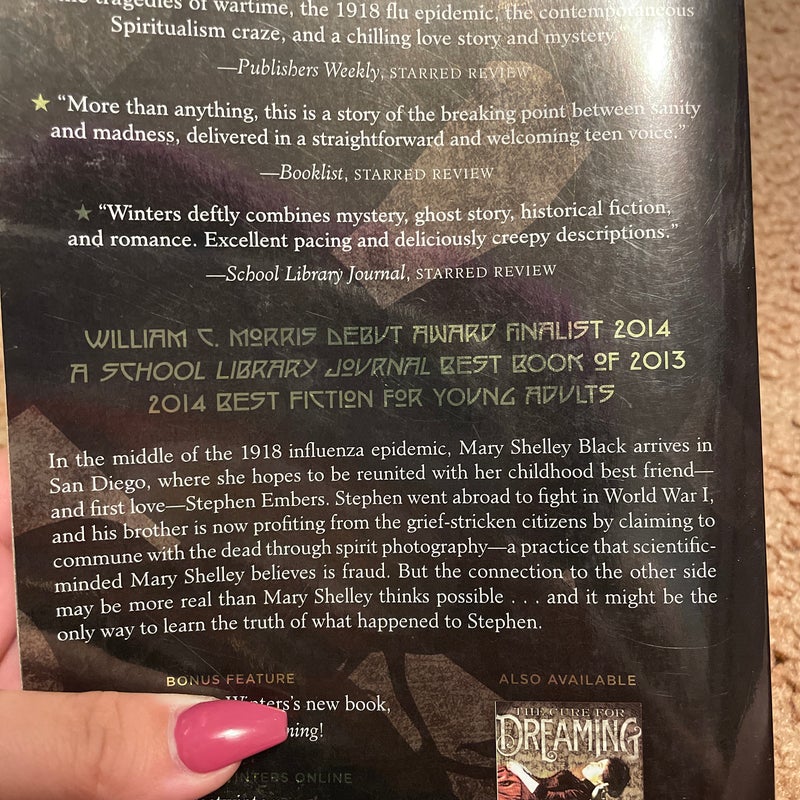 tragedies of wartime, the 1918 flu epidemic, the contemporaneous
Spiritualism craze, and a chilling love story and mystery.
—Publishers Weekly, STARRED REVIEW
★ “More than anything, this is a story of the breaking point between sanity
and madness, delivered in a straightforward and welcoming teen voice.”
—Booklist, STARRED REVIEW
★ “Winters deftly combines mystery, ghost story, historical fiction,
and romance. Excellent pacing and deliciously creepy descriptions.”
—School Library Journal, STARRED REVIEW
WILLIAM C. MORRIS DEBUT AWARD FINALIST 2014
A SCHOOL LIBRARY JOURNAL BEST BOOK OF 2013
2014 BEST FICTION FOR YOUNG ADULTS
In the middle of the 1918 influenza epidemic, Mary Shelley Black arrives in
San Diego, where she hopes to be reunited with her childhood best friend—
and first love—Stephen Embers. Stephen went abroad to fight in World War I,
and his brother is now profiting from the grief-stricken citizens by claiming to
commune with the dead through spirit photography—a practice that scientific-
minded Mary Shelley believes is fraud. But the connection to the other side
may be more real than Mary Shelley thinks possible . . . and it might be the
only way to learn the truth of what happened to Stephen.
BONUS FEATURE
Winters’s new book,
ning!
ALSO AVAILABLE
THE CURE FOR
DREAMING
ONLINE